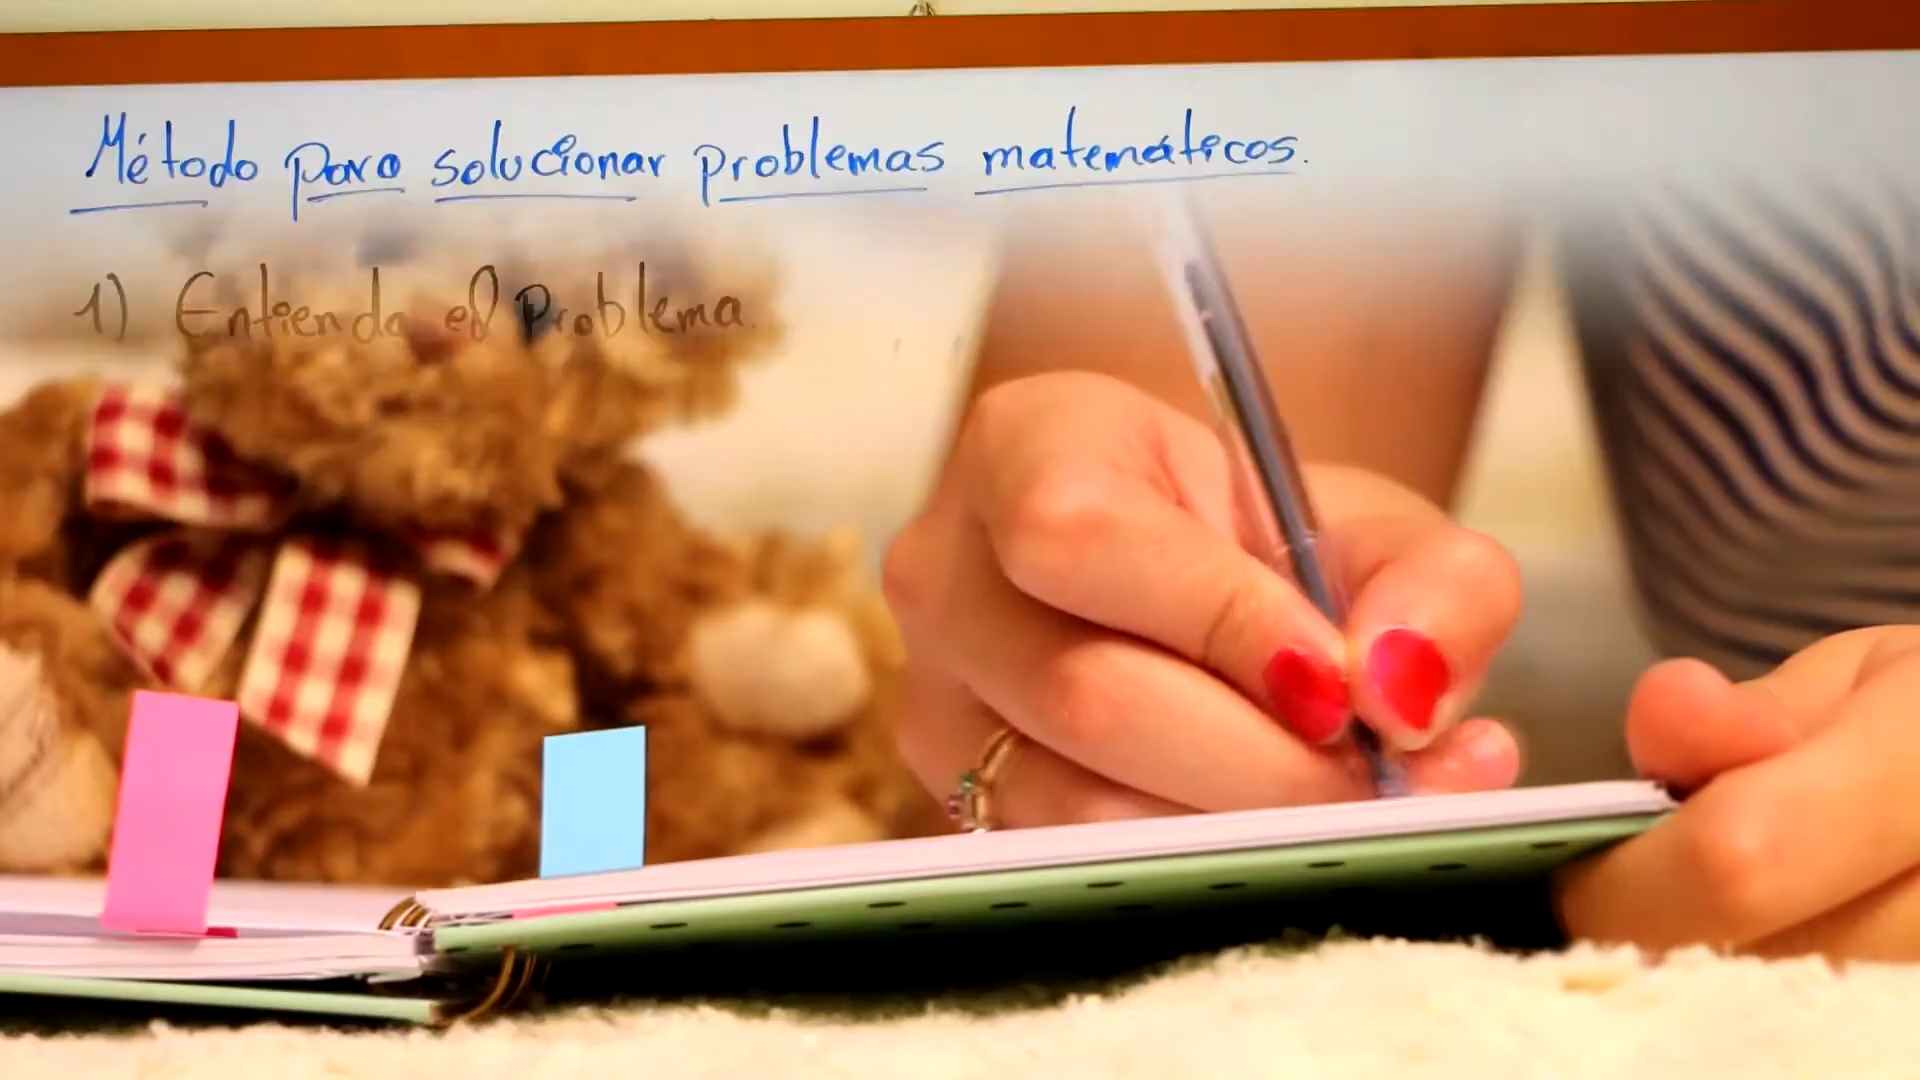 Método para solucionar problemas matemáticos.
1) Entienda el Problema.